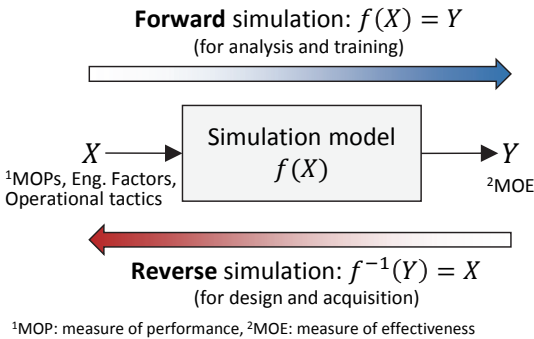 Forward simulation: f(X) = Y
(for analysis and training)
X
Simulation model
f(X)
Y
¹MOPs, Eng. Factors,
Operational tactics
²MOE
Reverse simulation: f⁻¹(Y) = X
(for design and acquisition)
¹MOP: measure of performance, ²MOE: measure of effectiveness